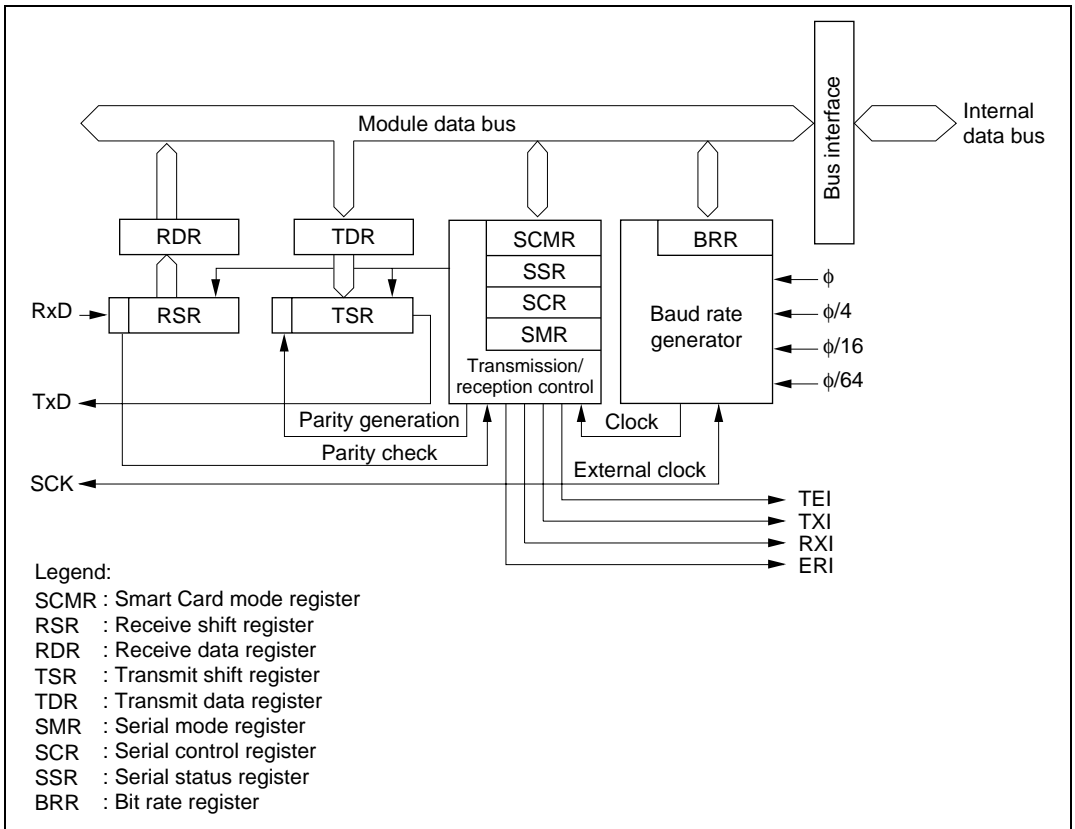 Bus interface
Internal
data bus
Module data bus
RDR
TDR
SCMR
BRR
SSR
SCR
SMR
RxD
RSR
TSR
Baud rate
generator
ϕ
ϕ/4
ϕ/16
ϕ/64
Transmission/
reception control
TxD
Parity generation
Clock
Parity check
External clock
SCK
TEI
TXI
RXI
ERI
Legend:
SCMR : Smart Card mode register
RSR : Receive shift register
RDR : Receive data register
TSR : Transmit shift register
TDR : Transmit data register
SMR : Serial mode register
SCR : Serial control register
SSR : Serial status register
BRR : Bit rate register